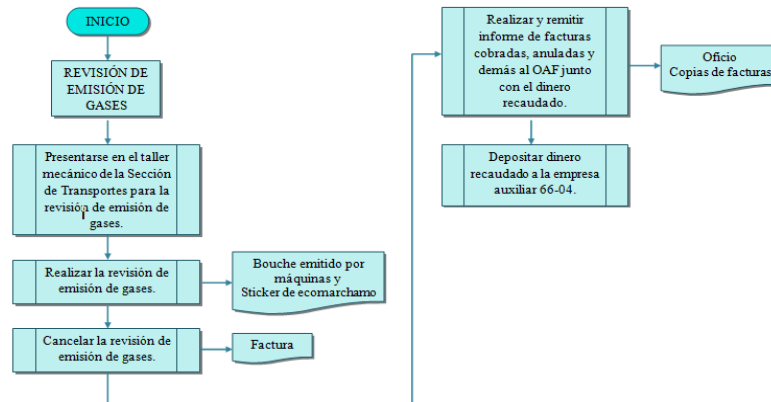 INICIO
REVISIÓN DE
EMISIÓN DE
GASES
Presentarse en el taller
mecánico de la Sección
de Transportes para la
revisión de emisión de
gases.
Realizar la revisión de
emisión de gases.
Bouche emitido por
máquinas y
Sticker de ecomarchamo
Cancelar la revisión de
emisión de gases.
Factura
Realizar y remitir
informe de facturas
cobradas, anuladas y
demás al OAF junto
con el dinero
recaudado.
Oficio
Copias de facturas
Depositar dinero
recaudado a la empresa
auxiliar 66-04.